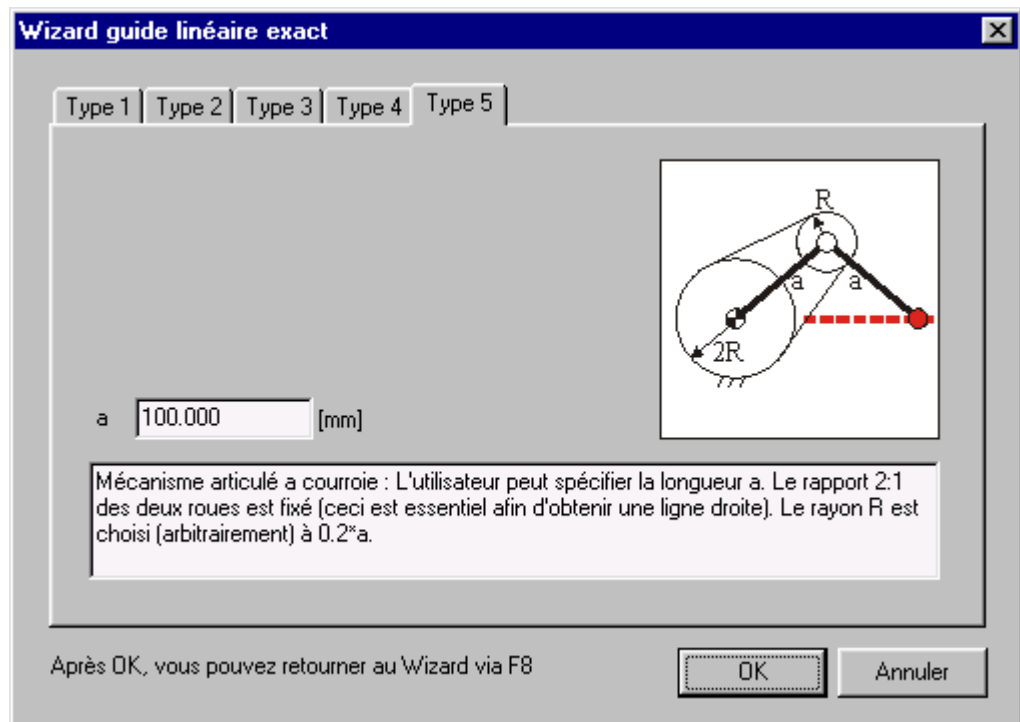 Wizard guide linéaire exact
Type 1 Type 2 Type 3 Type 4 Type 5
R
a a
2R
a 100.000 [mm]
Mécanisme articulé a courroie : L'utilisateur peut spécifier la longueur a. Le rapport 2:1
des deux roues est fixé (ceci est essentiel afin d'obtenir une ligne droite). Le rayon R est
choisi (arbitrairement) à 0.2*a.
Après OK, vous pouvez retourner au Wizard via F8
OK Annuler